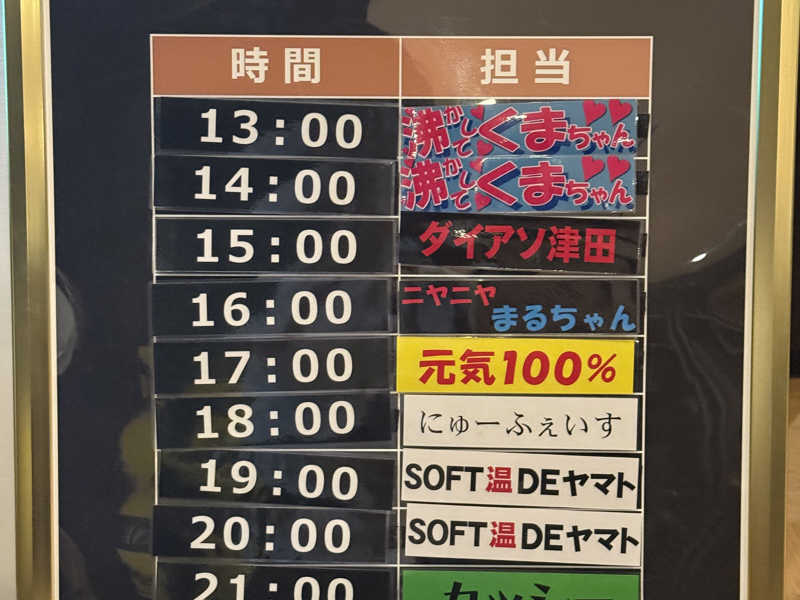 時間 担当
13:00 沸かしてくまちゃん
14:00 沸かしてくまちゃん
15:00 ダイアソ津田
16:00 ニヤニヤまるちゃん
17:00 元気100%
18:00 にゅーふぇいす
19:00 SOFT温DEヤマト
20:00 SOFT温DEヤマト
21:00